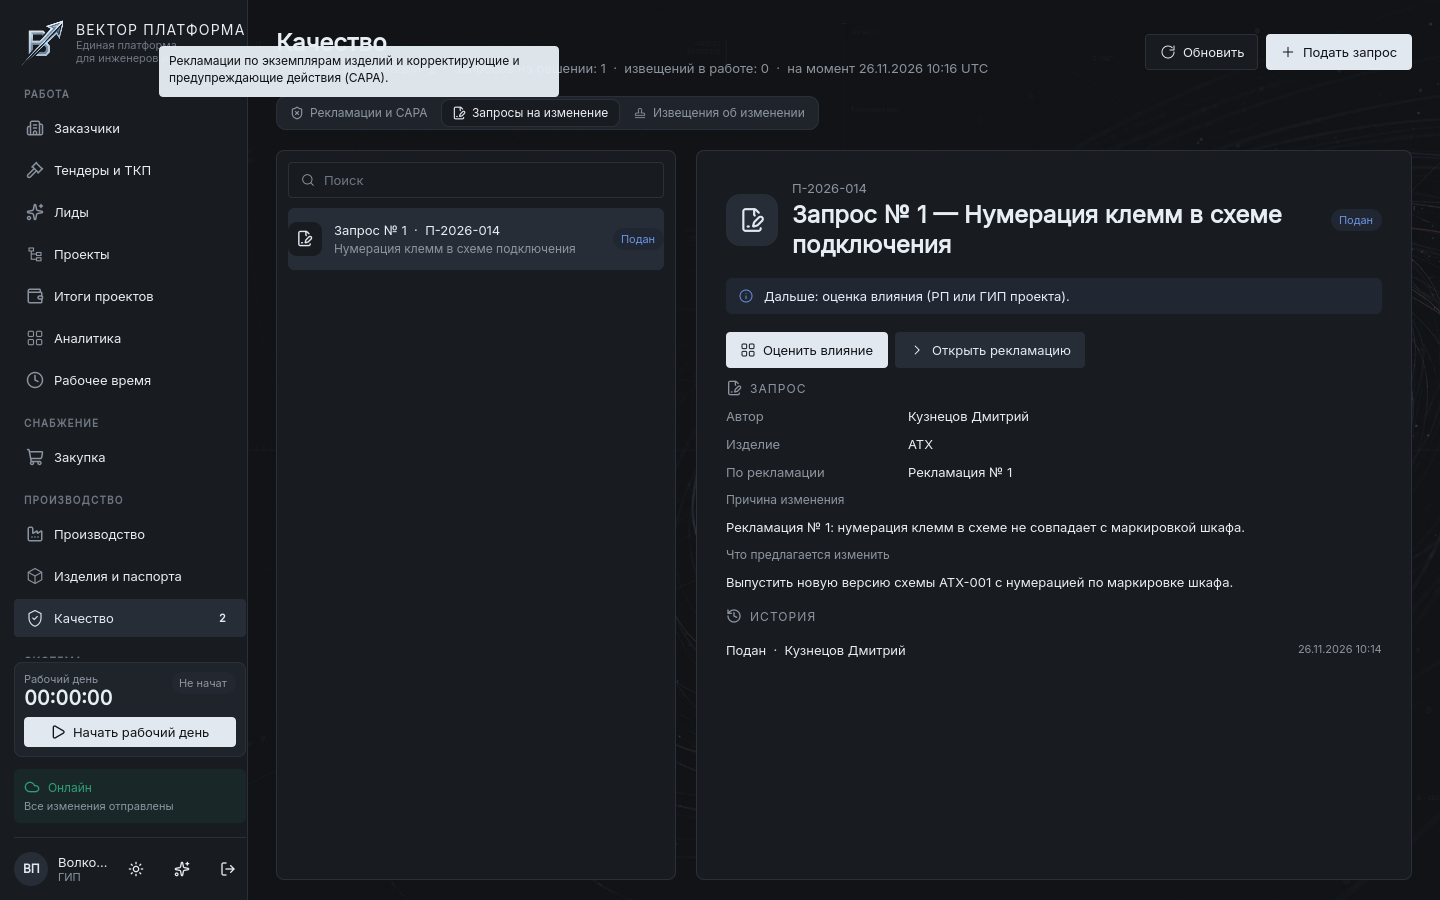 ВЕКТОР ПЛАТФОРМА
Единая платформа
для инженеров
РАБОТА
Заказчики
Тендеры и ТКП
Лиды
Проекты
Итоги проектов
Аналитика
Рабочее время
СНАБЖЕНИЕ
Закупка
ПРОИЗВОДСТВО
Производство
Изделия и паспорта
Качество 2
Рабочий день
00:00:00
Не начат
Начать рабочий день
Онлайн
Все изменения отправлены
ВП
Волко...
ГИП
Качество
Рекламации по экземплярам изделий и корректирующие и
предупреждающие действия (CAPA).
1 · извещений в работе: 0 · на момент 26.11.2026 10:16 UTC
Обновить
Подать запрос
Рекламации и CAPA
Запросы на изменение
Извещения об изменении
Поиск
Запрос № 1 · П-2026-014
Нумерация клемм в схеме подключения
Подан
П-2026-014
Запрос № 1 — Нумерация клемм в схеме
подключения
Подан
Дальше: оценка влияния (РП или ГИП проекта).
Оценить влияние
Открыть рекламацию
ЗАПРОС
Автор Кузнецов Дмитрий
Изделие АТХ
По рекламации Рекламация № 1
Причина изменения
Рекламация № 1: нумерация клемм в схеме не совпадает с маркировкой шкафа.
Что предлагается изменить
Выпустить новую версию схемы АТХ-001 с нумерацией по маркировке шкафа.
ИСТОРИЯ
Подан · Кузнецов Дмитрий 26.11.2026 10:14